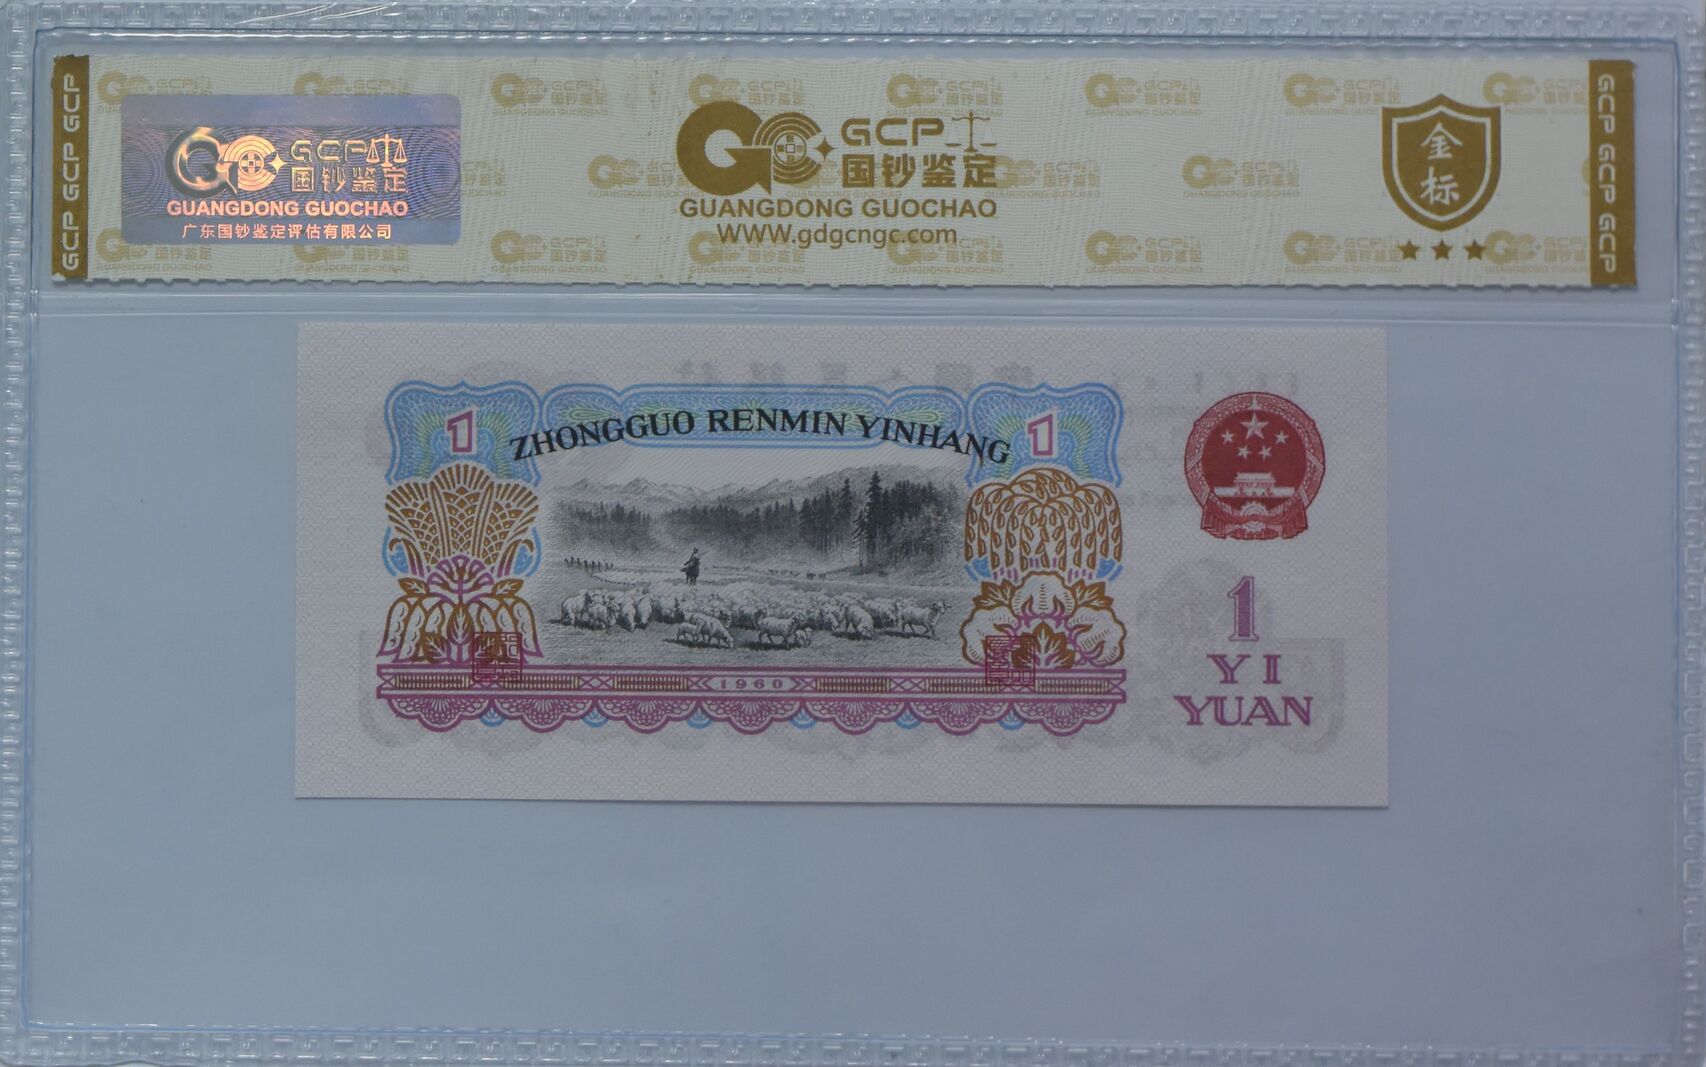 GCP GCP GCP
GCP 国钞鉴定
GUANGDONG GUOCHAO
广东国钞鉴定评估有限公司
GCP
国钞鉴定
GUANGDONG GUOCHAO
www.gdgcngc.com
金标
GCP GCP GCP
ZHONGGUO RENMIN YINHANG
1
1
1960
1
YI
YUAN